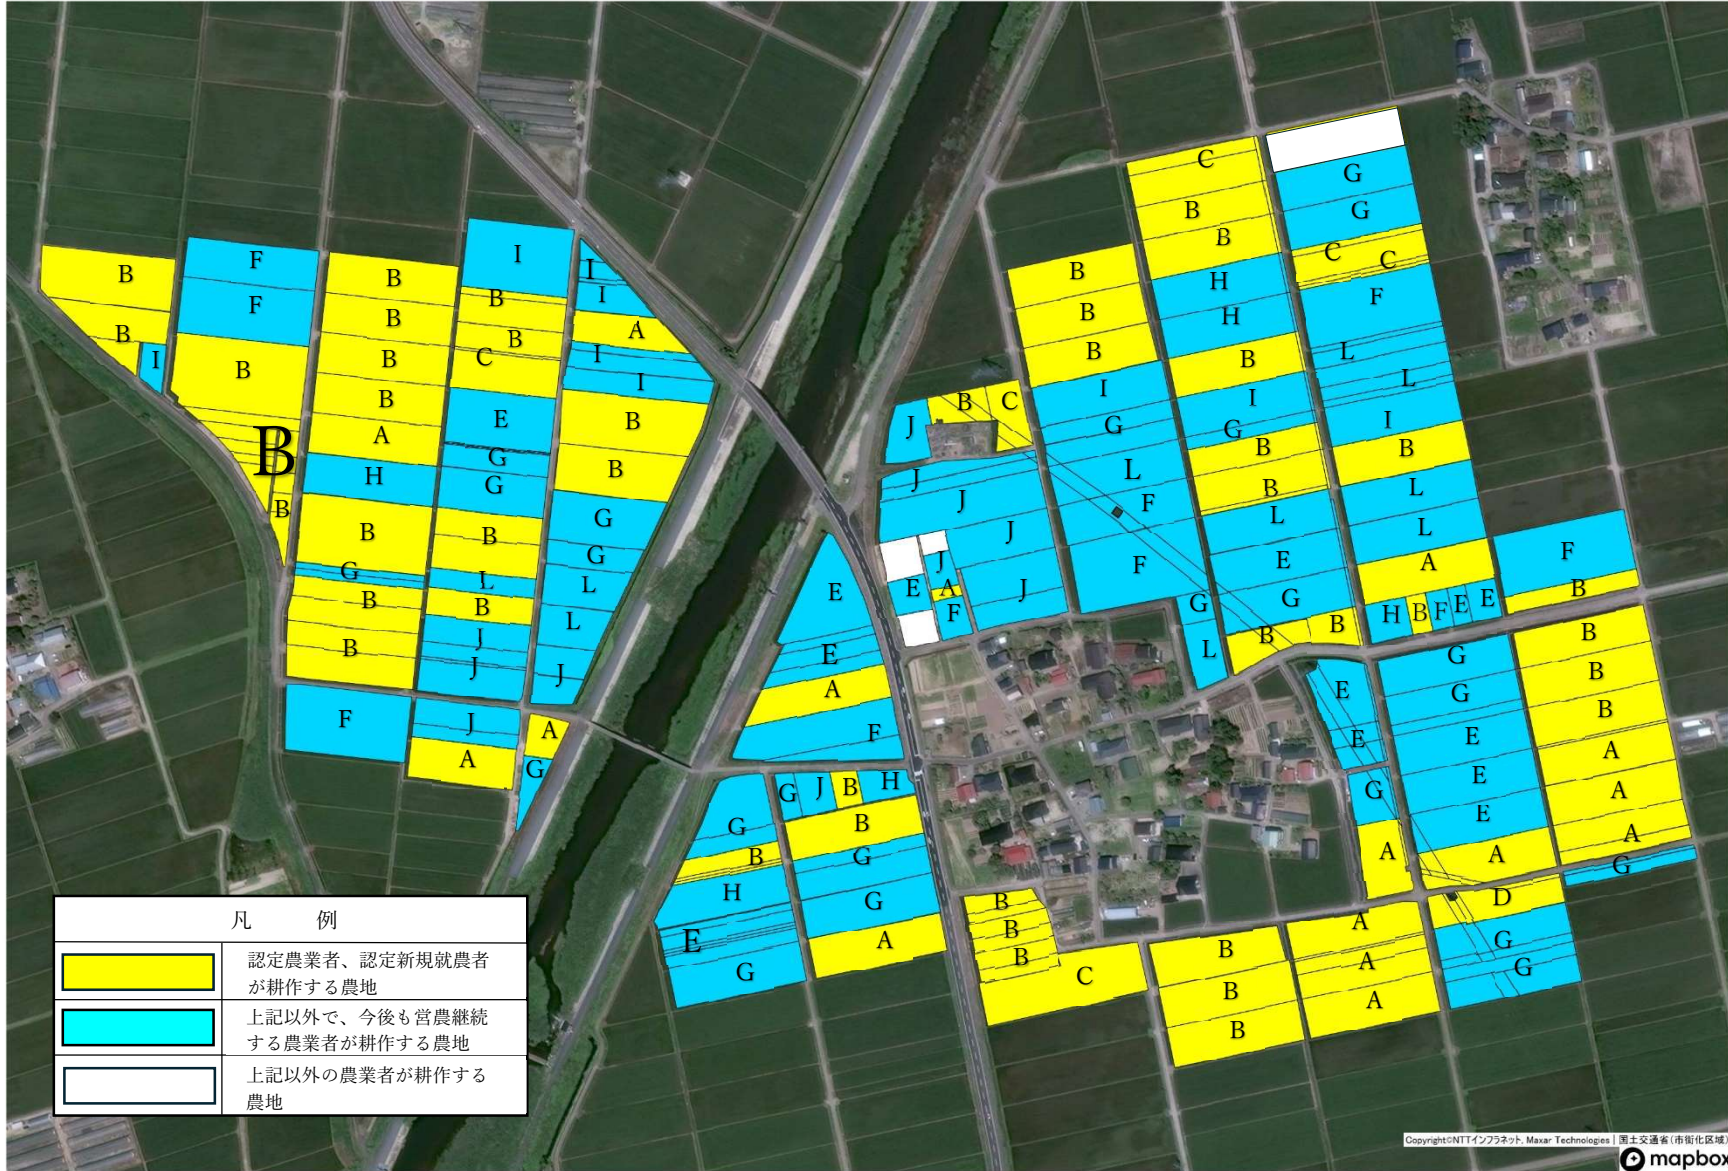 C
G
B
G
B
C
C
B
F
F
B
I
I
H
F
B
F
B
B
I
B
H
A
B
B
B
B
I
B
B
B
I
L
B
C
I
I
L
B
B
E
B
C
I
I
J
G
G
B
A
B
G
B
B
B
H
G
B
L
J
J
L
B
L
B
G
F
L
B
B
G
J
L
E
F
G
L
J
F
A
B
L
E
A
E
J
G
G
H
B
F
E
E
B
B
J
L
F
B
B
B
J
J
E
L
G
B
E
A
E
G
B
F
J
A
F
B
A
G
E
A
A
G
J
B
H
G
E
A
G
B
E
A
B
G
A
A
H
G
G
B
D
E
A
B
A
G
G
B
B
A
G
C
B
A
B
凡　例
認定農業者、認定新規就農者
が耕作する農地
上記以外で、今後も営農継続
する農業者が耕作する農地
上記以外の農業者が耕作する
農地
Copyright©NTTインフラネット, Maxar Technologies | 国土交通省(市街化区域)
mapbox